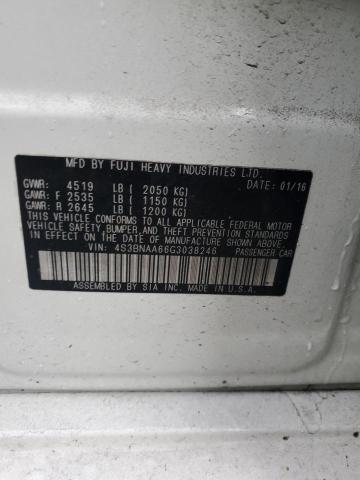 MFD BY FUJI HEAVY INDUSTRIES LTD.
DATE: 01/16
GVWR: 4519 LB ( 2050 KG)
GAWR: F 2535 LB ( 1150 KG)
GAWR: R 2645 LB ( 1200 KG)
THIS VEHICLE CONFORMS TO ALL APPLICABLE FEDERAL MOTOR
VEHICLE SAFETY, BUMPER, AND THEFT PREVENTION STANDARDS
IN EFFECT ON THE DATE OF MANUFACTURE SHOWN ABOVE.
VIN: 4S3BNAA66G3038246 PASSENGER CAR
ASSEMBLED BY SIA INC. MADE IN U.S.A.